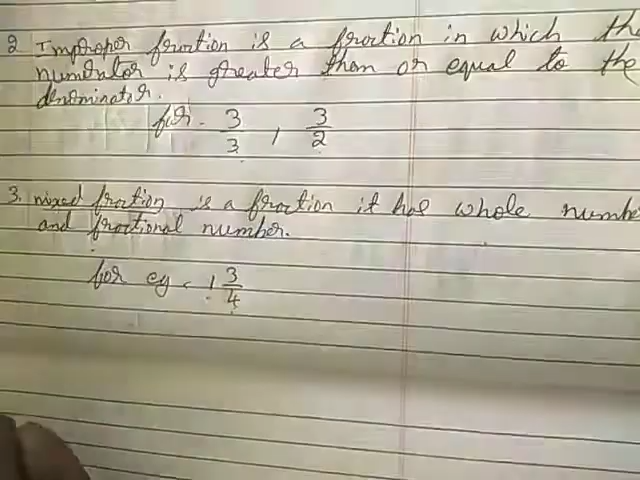 2 Improper fraction is a fraction in which the
numerator is greater than or equal to the
denominator.
for - 3/3 , 3/2
3. mixed fraction is a fraction it has whole numbe
and fractional number.
for eg - 1 3/4